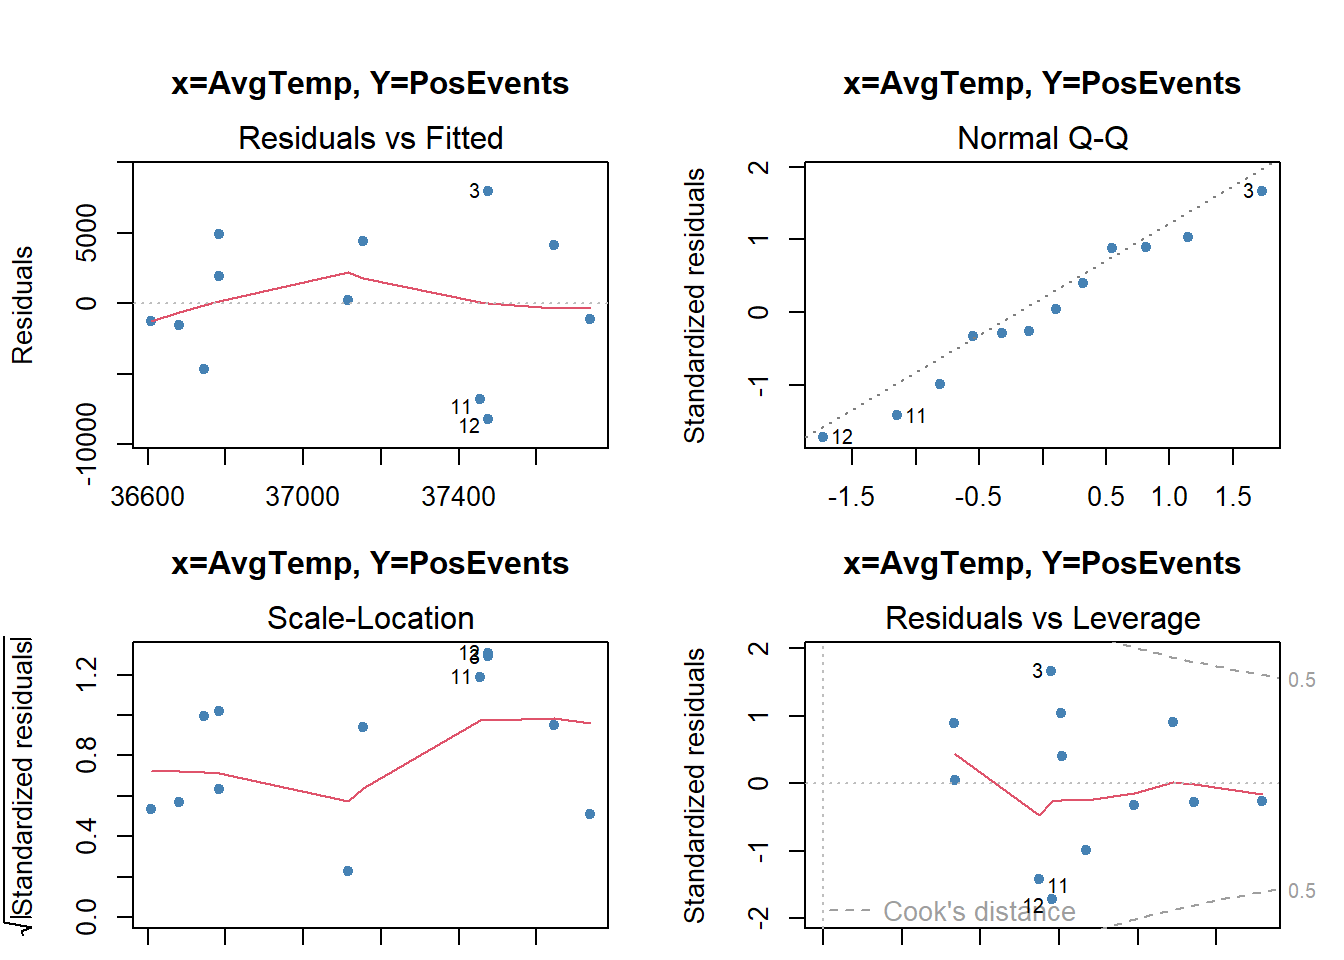 x=AvgTemp, Y=PosEvents
Residuals vs Fitted
Residuals
5000
0
-10000
3
11
12
36600 37000 37400
x=AvgTemp, Y=PosEvents
Normal Q-Q
Standardized residuals
2
1
0
-1
3
11
12
-1.5 -0.5 0.5 1.0 1.5
x=AvgTemp, Y=PosEvents
Scale-Location
√|Standardized residuals|
1.2
0.8
0.4
0.0
12
3
11
x=AvgTemp, Y=PosEvents
Residuals vs Leverage
Standardized residuals
2
1
0
-1
-2
3
11
12
Cook's distance
0.5
0.5